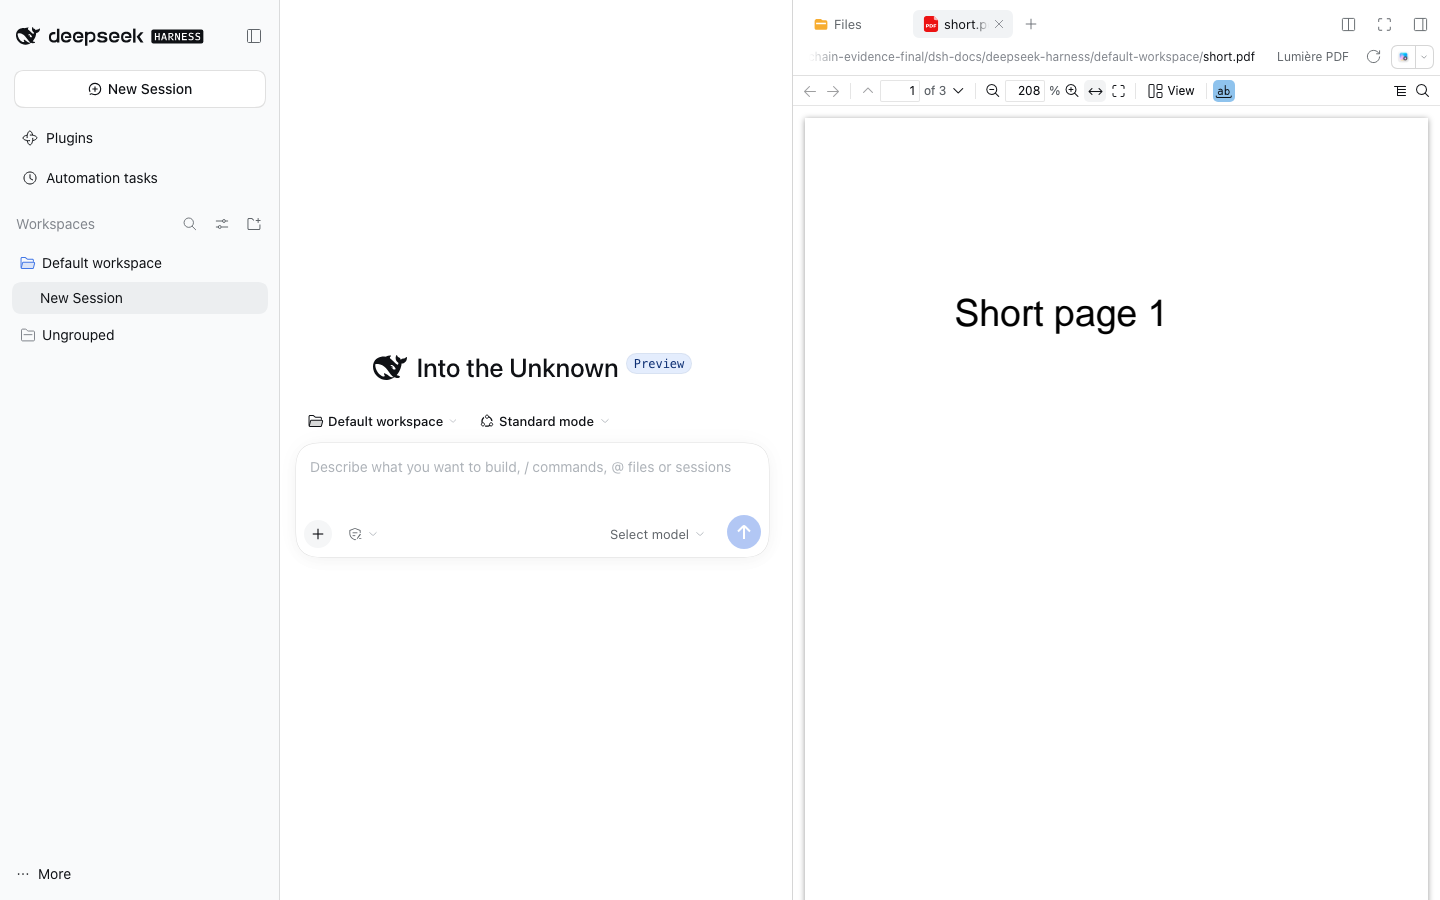 deepseek HARNESS
New Session
Plugins
Automation tasks
Workspaces
Default workspace
New Session
Ungrouped
More
Into the Unknown Preview
Default workspace Standard mode
Describe what you want to build, / commands, @ files or sessions
Select model
Files short.p
hain-evidence-final/dsh-docs/deepseek-harness/default-workspace/short.pdf Lumière PDF
1 of 3 208 % View ab
Short page 1